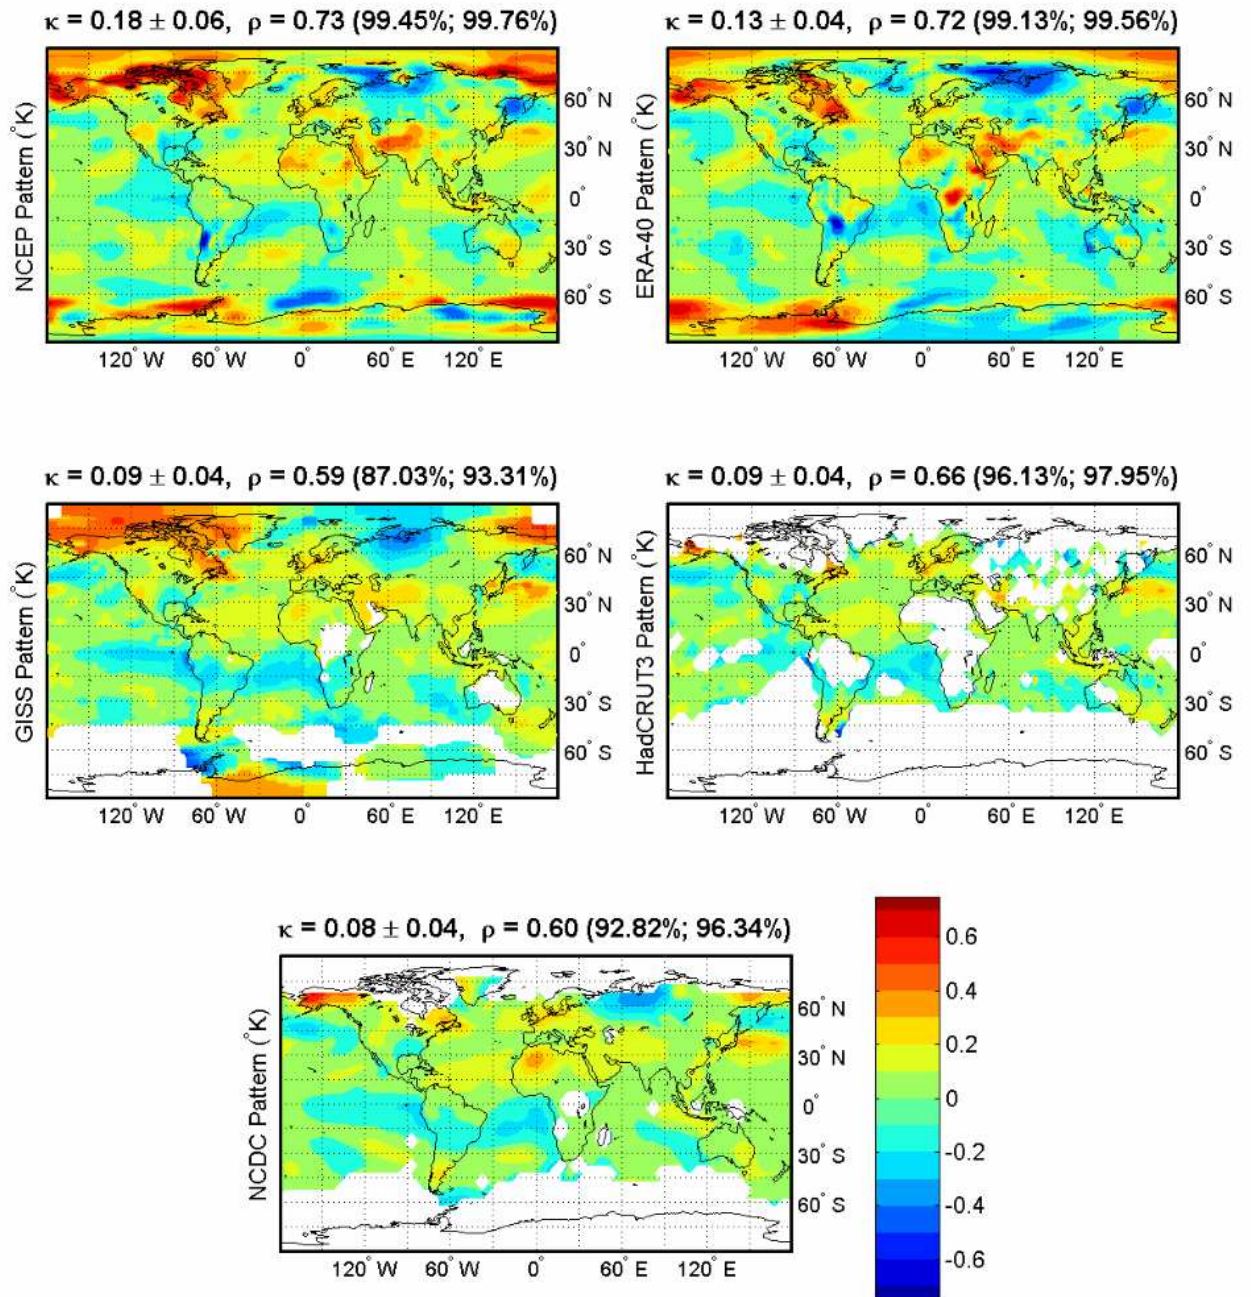 κ = 0.18 ± 0.06, ρ = 0.73 (99.45%; 99.76%)
NCEP Pattern (°K)
60° N
30° N
0°
30° S
60° S
120° W 60° W 0° 60° E 120° E
κ = 0.13 ± 0.04, ρ = 0.72 (99.13%; 99.56%)
ERA-40 Pattern (°K)
60° N
30° N
0°
30° S
60° S
120° W 60° W 0° 60° E 120° E
κ = 0.09 ± 0.04, ρ = 0.59 (87.03%; 93.31%)
GISS Pattern (°K)
60° N
30° N
0°
30° S
60° S
120° W 60° W 0° 60° E 120° E
κ = 0.09 ± 0.04, ρ = 0.66 (96.13%; 97.95%)
HadCRUT3 Pattern (°K)
60° N
30° N
0°
30° S
60° S
120° W 60° W 0° 60° E 120° E
κ = 0.08 ± 0.04, ρ = 0.60 (92.82%; 96.34%)
NCDC Pattern (°K)
60° N
30° N
0°
30° S
60° S
120° W 60° W 0° 60° E 120° E
0.6
0.4
0.2
0
-0.2
-0.4
-0.6